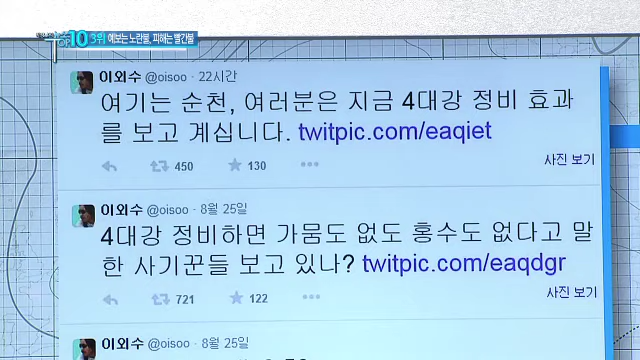 10 3위 예보는 노란불, 피해는 빨간불
이외수 @oisoo · 22시간
여기는 순천, 여러분은 지금 4대강 정비 효과
를 보고 계십니다. twitpic.com/eaqiet
사진 보기
450 130
이외수 @oisoo · 8월 25일
4대강 정비하면 가뭄도 없도 홍수도 없다고 말
한 사기꾼들 보고 있나? twitpic.com/eaqdgr
사진 보기
721 122
이외수 @oisoo · 8월 25일